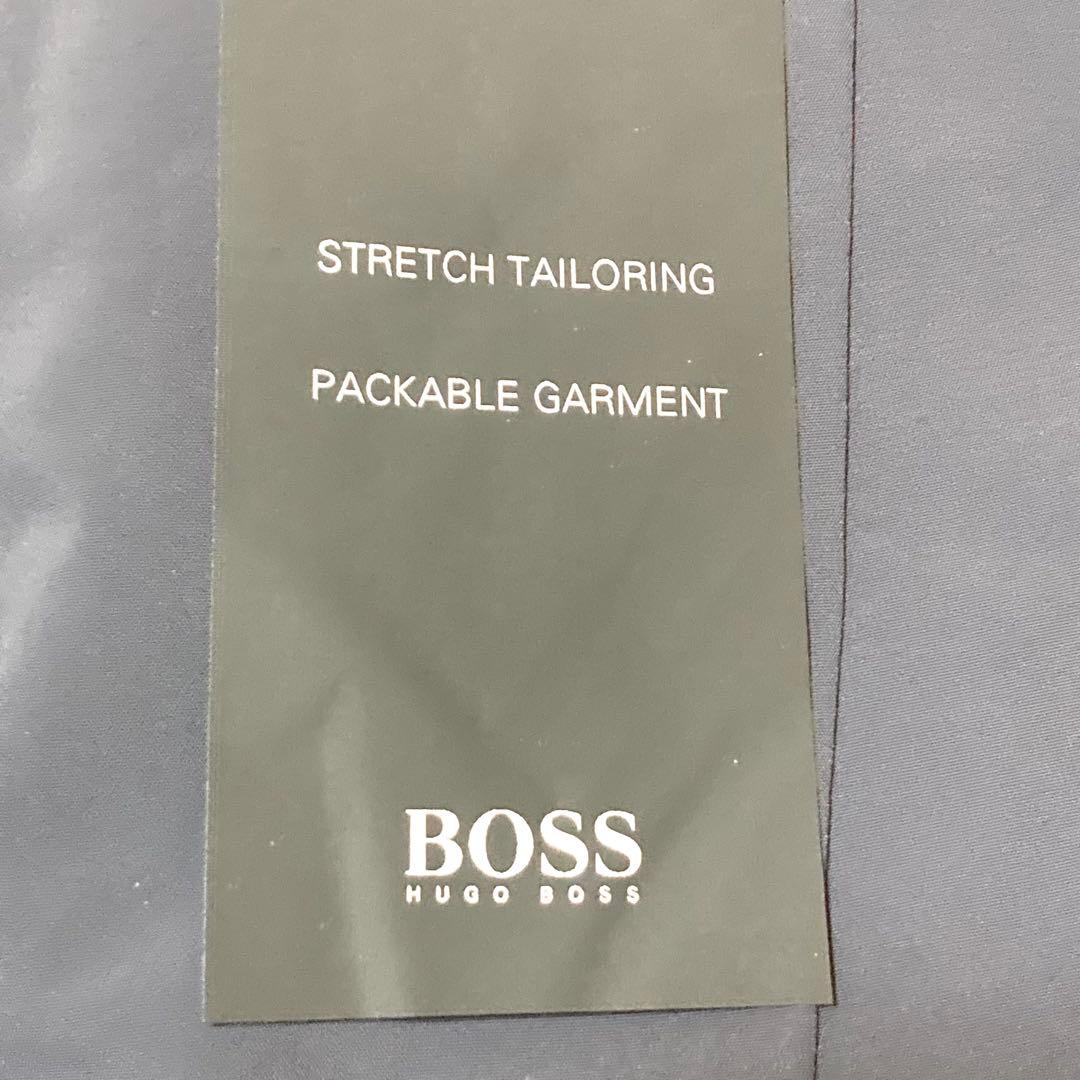 STRETCH TAILORING
PACKABLE GARMENT
BOSS
HUGO BOSS